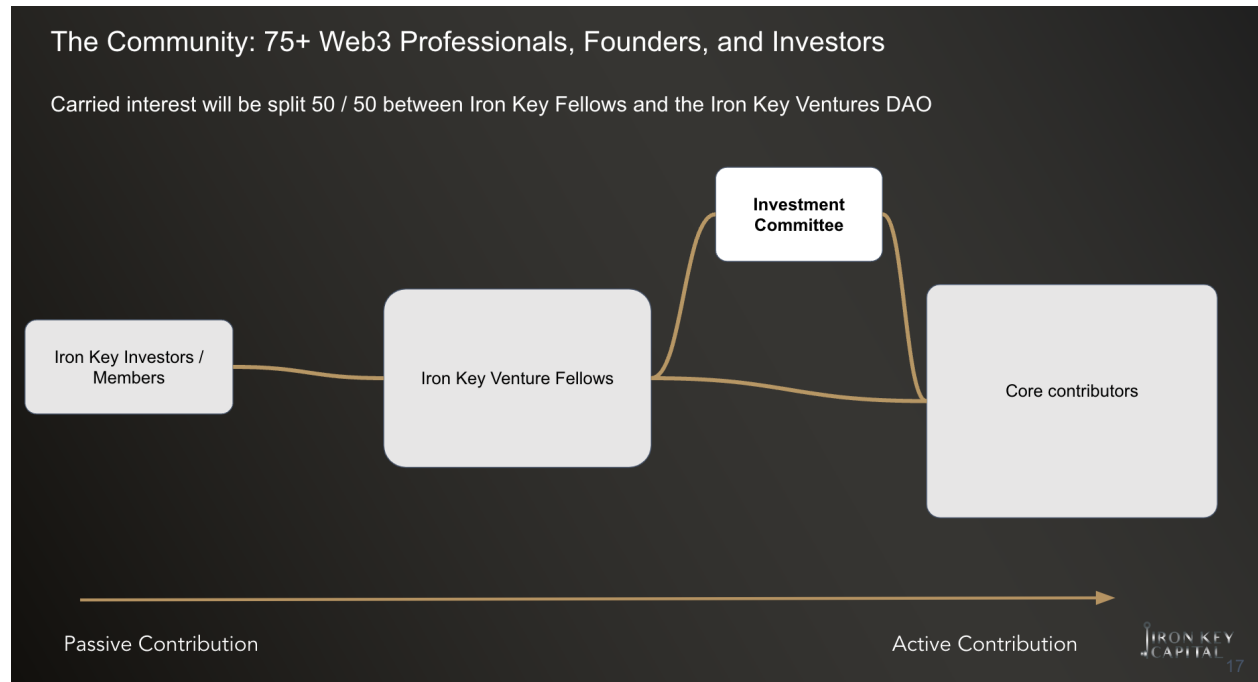 The Community: 75+ Web3 Professionals, Founders, and Investors
Carried interest will be split 50 / 50 between Iron Key Fellows and the Iron Key Ventures DAO
Investment
Committee
Iron Key Investors /
Members
Iron Key Venture Fellows
Core contributors
Passive Contribution
Active Contribution
IRON KEY
CAPITAL
17